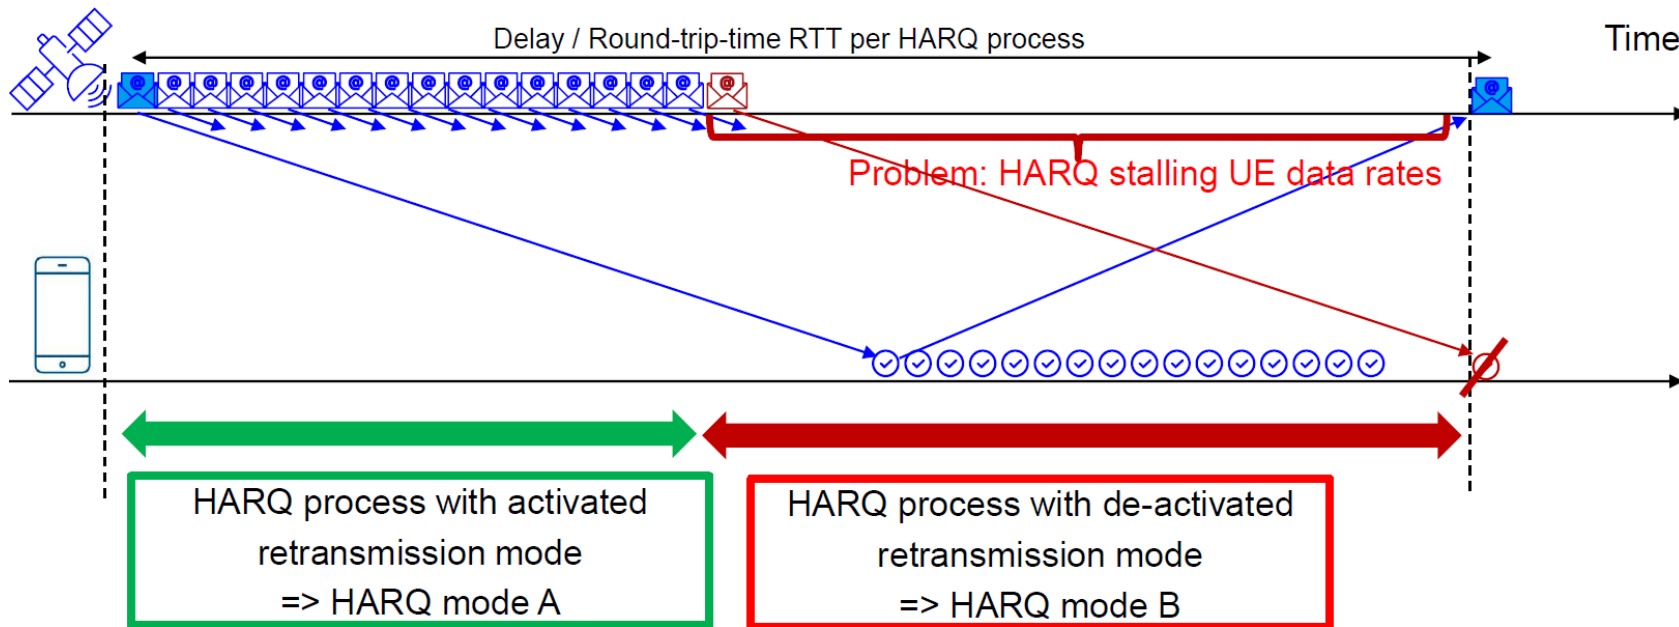 Delay / Round-trip-time RTT per HARQ process
Time
@ @ @ @ @ @ @ @ @ @ @ @ @ @ @ @ @ @
Problem: HARQ stalling UE data rates
HARQ process with activated
retransmission mode
=> HARQ mode A
HARQ process with de-activated
retransmission mode
=> HARQ mode B